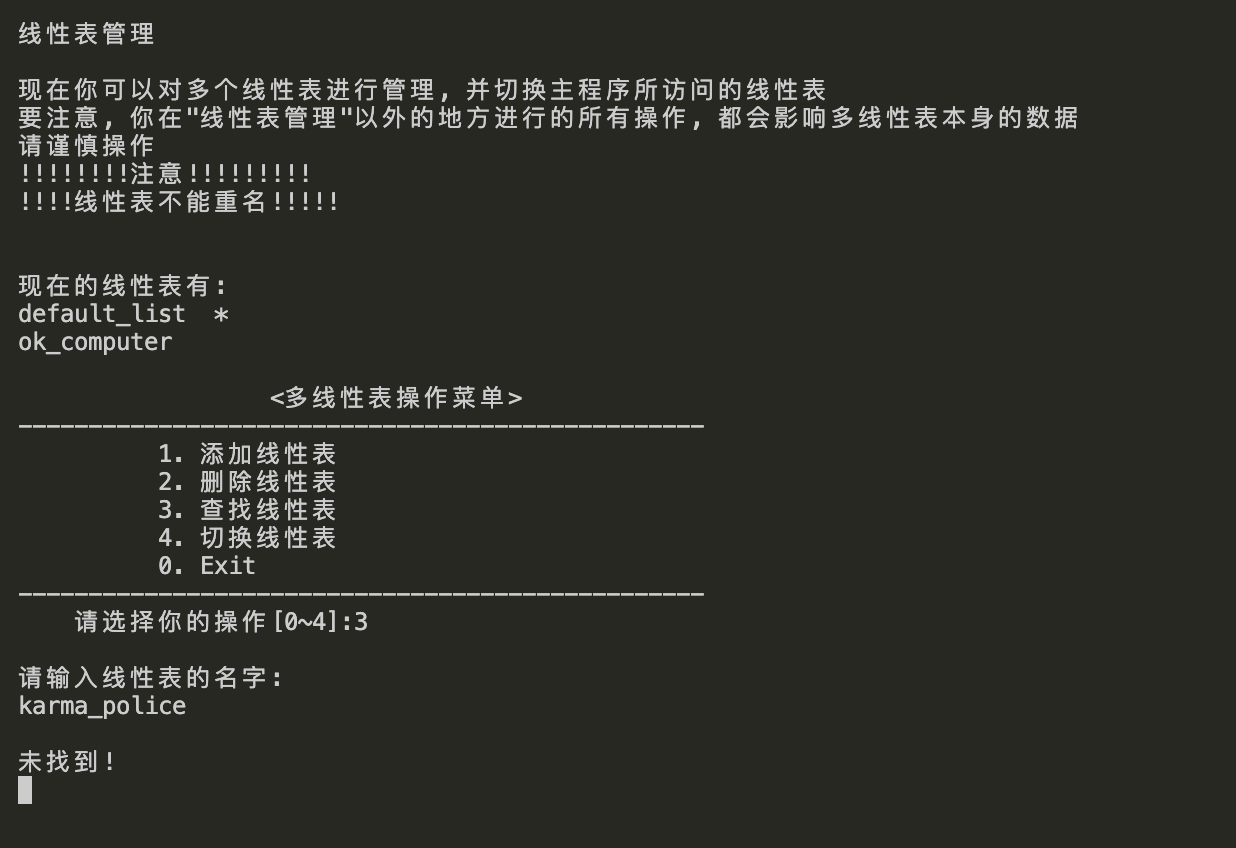 线性表管理
现在你可以对多个线性表进行管理, 并切换主程序所访问的线性表
要注意, 你在"线性表管理"以外的地方进行的所有操作, 都会影响多线性表本身的数据
请谨慎操作
!!!!!!!!注意!!!!!!!!!
!!!!线性表不能重名!!!!!
现在的线性表有:
default_list  *
ok_computer
<多线性表操作菜单>
-------------------------------------------------
1. 添加线性表
2. 删除线性表
3. 查找线性表
4. 切换线性表
0. Exit
-------------------------------------------------
请选择你的操作[0~4]:3
请输入线性表的名字:
karma_police
未找到!